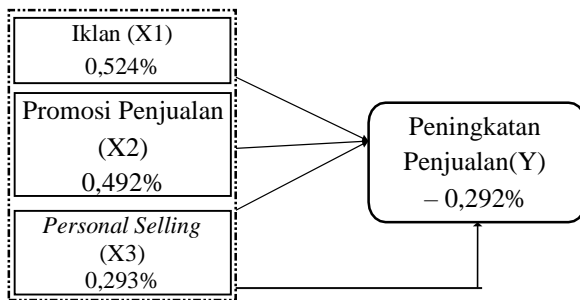 Iklan (X1)
0,524%
Promosi Penjualan
(X2)
0,492%
Personal Selling
(X3)
0,293%
Peningkatan
Penjualan(Y)
– 0,292%